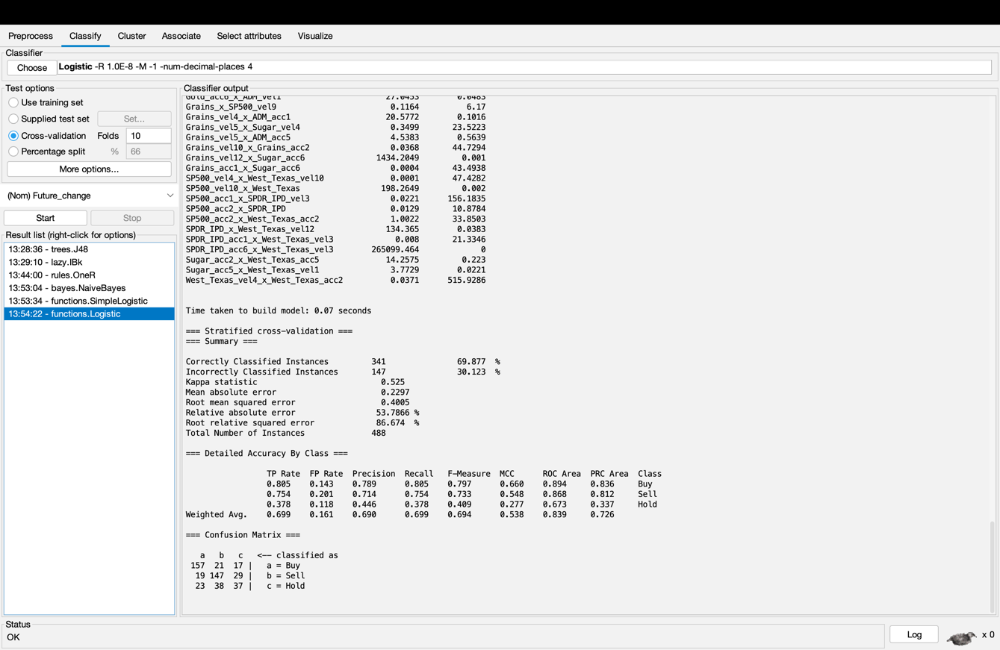 Preprocess Classify Cluster Associate Select attributes Visualize
Classifier
Choose Logistic -R 1.0E-8 -M -1 -num-decimal-places 4
Test options
Use training set
Supplied test set Set...
Cross-validation Folds 10
Percentage split % 66
More options...
(Nom) Future_change
Start Stop
Result list (right-click for options)
13:28:36 - trees.J48
13:29:10 - lazy.IBk
13:44:00 - rules.OneR
13:53:04 - bayes.NaiveBayes
13:53:34 - functions.SimpleLogistic
13:54:22 - functions.Logistic
Classifier output
Gold_acc6_x_ADM_vel1 27.0453 0.0483
Grains_x_SP500_vel9 0.1164 6.17
Grains_vel4_x_ADM_acc1 20.5772 0.1016
Grains_vel5_x_Sugar_vel4 0.3499 23.5223
Grains_vel5_x_ADM_acc5 4.5383 0.5639
Grains_vel10_x_Grains_acc2 0.0368 44.7294
Grains_vel12_x_Sugar_acc6 1434.2049 0.001
Grains_acc1_x_Sugar_acc6 0.0004 43.4938
SP500_vel4_x_West_Texas_vel10 0.0001 47.4282
SP500_vel10_x_West_Texas 198.2649 0.002
SP500_acc1_x_SPDR_IPD_vel3 0.0221 156.1835
SP500_acc2_x_SPDR_IPD 0.0129 10.8784
SP500_acc2_x_West_Texas_acc2 1.0022 33.8503
SPDR_IPD_x_West_Texas_vel12 134.365 0.0383
SPDR_IPD_acc1_x_West_Texas_vel3 0.008 21.3346
SPDR_IPD_acc6_x_West_Texas_vel3 265099.464 0
Sugar_acc2_x_West_Texas_acc5 14.2575 0.223
Sugar_acc5_x_West_Texas_vel1 3.7729 0.0221
West_Texas_vel4_x_West_Texas_acc2 0.0371 515.9286
Time taken to build model: 0.07 seconds
=== Stratified cross-validation ===
=== Summary ===
Correctly Classified Instances 341 69.877 %
Incorrectly Classified Instances 147 30.123 %
Kappa statistic 0.525
Mean absolute error 0.2297
Root mean squared error 0.4005
Relative absolute error 53.7866 %
Root relative squared error 86.674 %
Total Number of Instances 488
=== Detailed Accuracy By Class ===
TP Rate FP Rate Precision Recall F-Measure MCC ROC Area PRC Area Class
0.805 0.143 0.789 0.805 0.797 0.660 0.894 0.836 Buy
0.754 0.201 0.714 0.754 0.733 0.548 0.868 0.812 Sell
0.378 0.118 0.446 0.378 0.409 0.277 0.673 0.337 Hold
Weighted Avg. 0.699 0.161 0.690 0.699 0.694 0.538 0.839 0.726
=== Confusion Matrix ===
a b c <-- classified as
157 21 17 | a = Buy
19 147 29 | b = Sell
23 38 37 | c = Hold
Status
OK
Log x 0